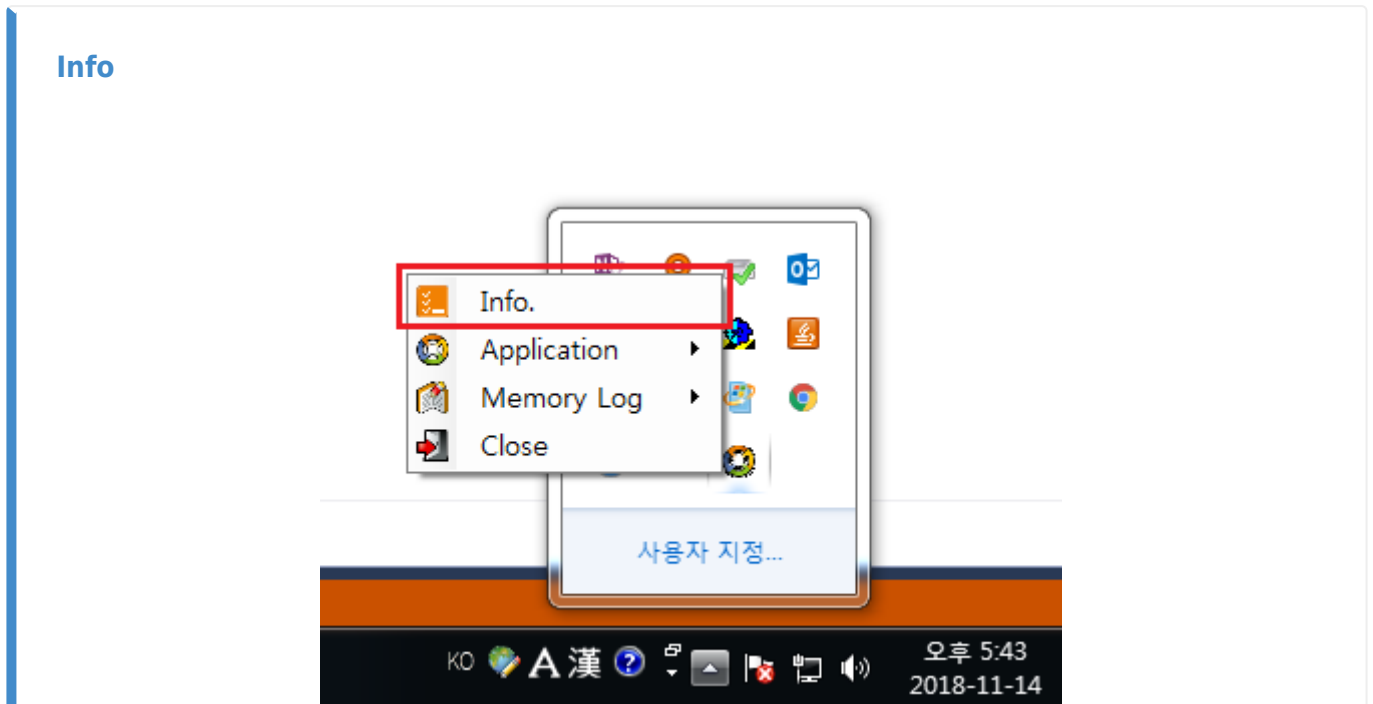 Info
Info.
Application
Memory Log
Close
사용자 지정...
KO A 漢 ?
오후 5:43
2018-11-14